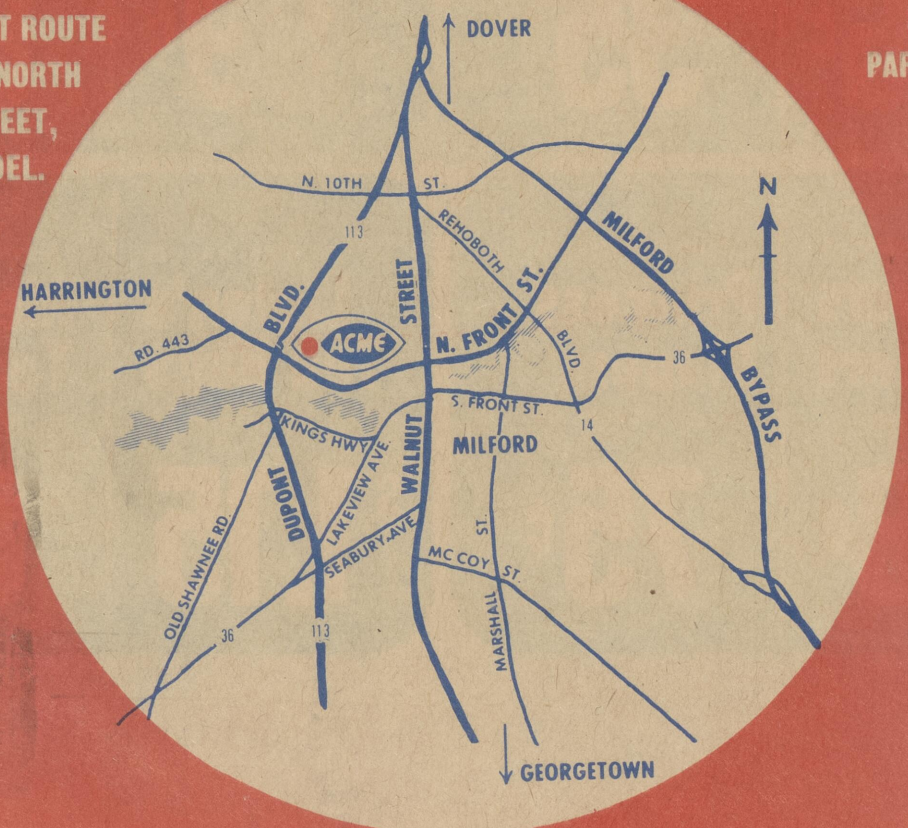 T ROUTE
NORTH
EET,
DEL.
PAR
DOVER
N. 10TH ST.
113
REHOBOTH BLVD.
MILFORD BYPASS
N
HARRINGTON
DUPONT BLVD.
WALNUT STREET
N. FRONT ST.
ACME
RD. 443
36
S. FRONT ST.
14
KINGS HWY.
MILFORD
LAKEVIEW AVE.
SEABURY AVE.
OLD SHAWNEE RD.
MC COY ST.
MARSHALL ST.
36
113
GEORGETOWN